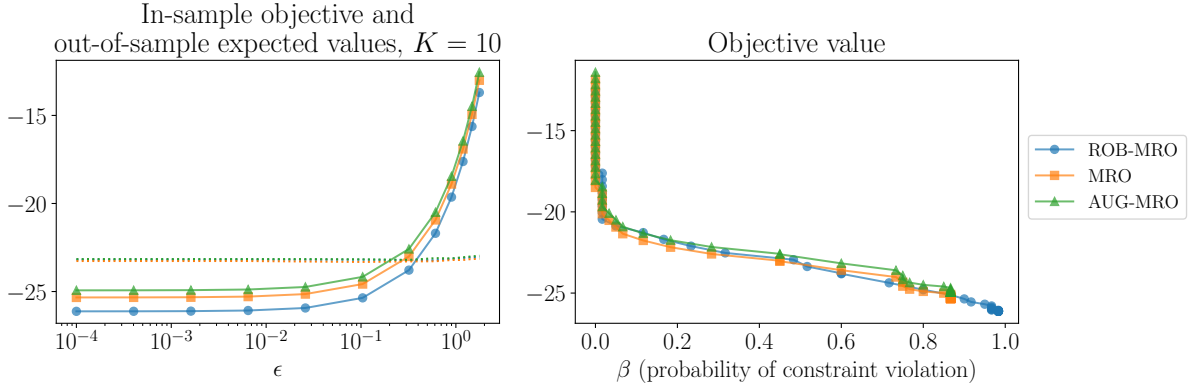 In-sample objective and
out-of-sample expected values, K = 10
−15
−20
−25
10⁻⁴
10⁻³
10⁻²
10⁻¹
10⁰
ϵ
Objective value
−15
−20
−25
0.0
0.2
0.4
0.6
0.8
1.0
β (probability of constraint violation)
ROB-MRO
MRO
AUG-MRO